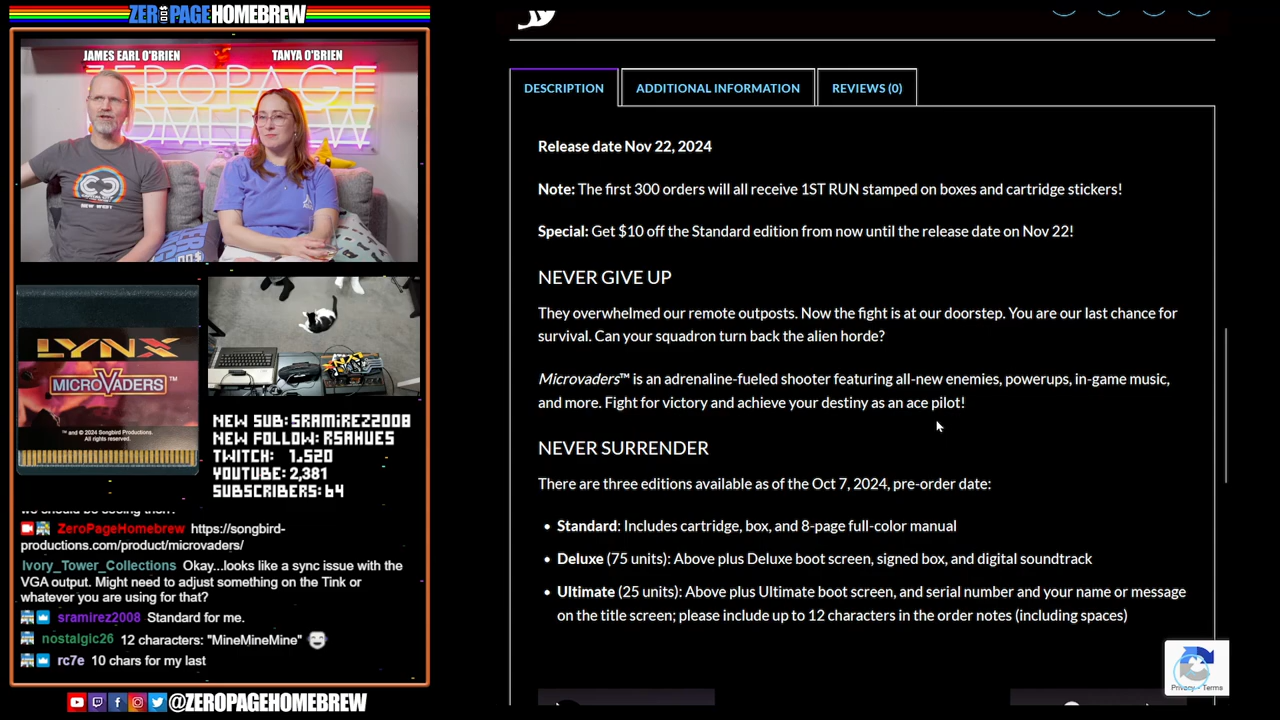 ZEROPAGE HOMEBREW
JAMES EARL O'BRIEN
TANYA O'BRIEN
ZEROPAGE
HOMEBREW
LYNX
MICROVADERS™
™ and © 2024 Songbird Productions.
All rights reserved.
NEW SUB: SRAMIREZ2008
NEW FOLLOW: RSAHUES
TWITCH: 1,520
YOUTUBE: 2,381
SUBSCRIBERS: 64
we should be seeing then?
ZeroPageHomebrew https://songbird-
productions.com/product/microvaders/
Ivory_Tower_Collections Okay...looks like a sync issue with the
VGA output. Might need to adjust something on the Tink or
whatever you are using for that?
sramirez2008 Standard for me.
nostalgic26 12 characters: "MineMineMine"
rc7e 10 chars for my last
@ZEROPAGEHOMEBREW
DESCRIPTION
ADDITIONAL INFORMATION
REVIEWS (0)
Release date Nov 22, 2024
Note: The first 300 orders will all receive 1ST RUN stamped on boxes and cartridge stickers!
Special: Get $10 off the Standard edition from now until the release date on Nov 22!
NEVER GIVE UP
They overwhelmed our remote outposts. Now the fight is at our doorstep. You are our last chance for
survival. Can your squadron turn back the alien horde?
Microvaders™ is an adrenaline-fueled shooter featuring all-new enemies, powerups, in-game music,
and more. Fight for victory and achieve your destiny as an ace pilot!
NEVER SURRENDER
There are three editions available as of the Oct 7, 2024, pre-order date:
• Standard: Includes cartridge, box, and 8-page full-color manual
• Deluxe (75 units): Above plus Deluxe boot screen, signed box, and digital soundtrack
• Ultimate (25 units): Above plus Ultimate boot screen, and serial number and your name or message
on the title screen; please include up to 12 characters in the order notes (including spaces)
Privacy - Terms